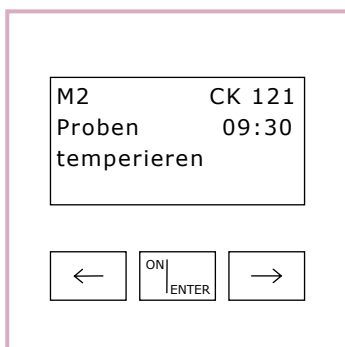 M2 CK 121
Proben 09:30
temperieren
← ON ENTER →